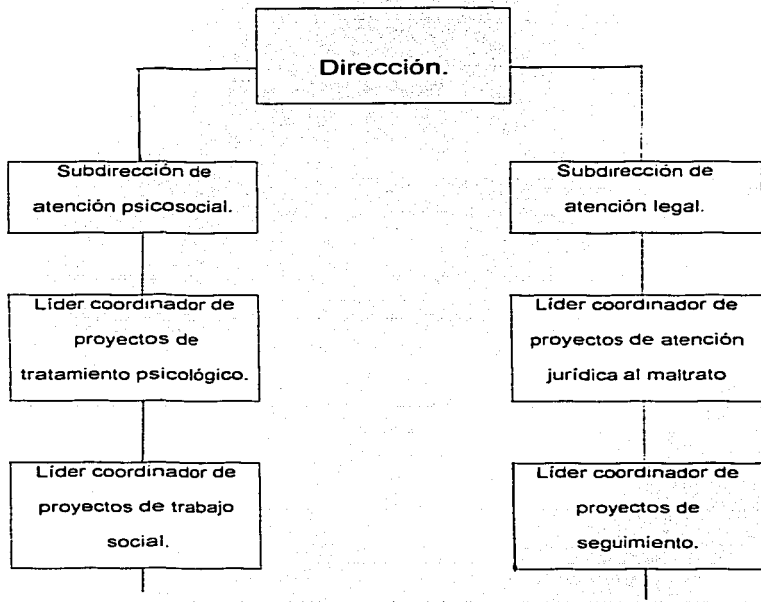 Dirección.
Subdirección de
atención psicosocial.
Subdirección de
atención legal.
Líder coordinador de
proyectos de
tratamiento psicológico.
Líder coordinador de
proyectos de atención
jurídica al maltrato
Líder coordinador de
proyectos de trabajo
social.
Líder coordinador de
proyectos de
seguimiento.